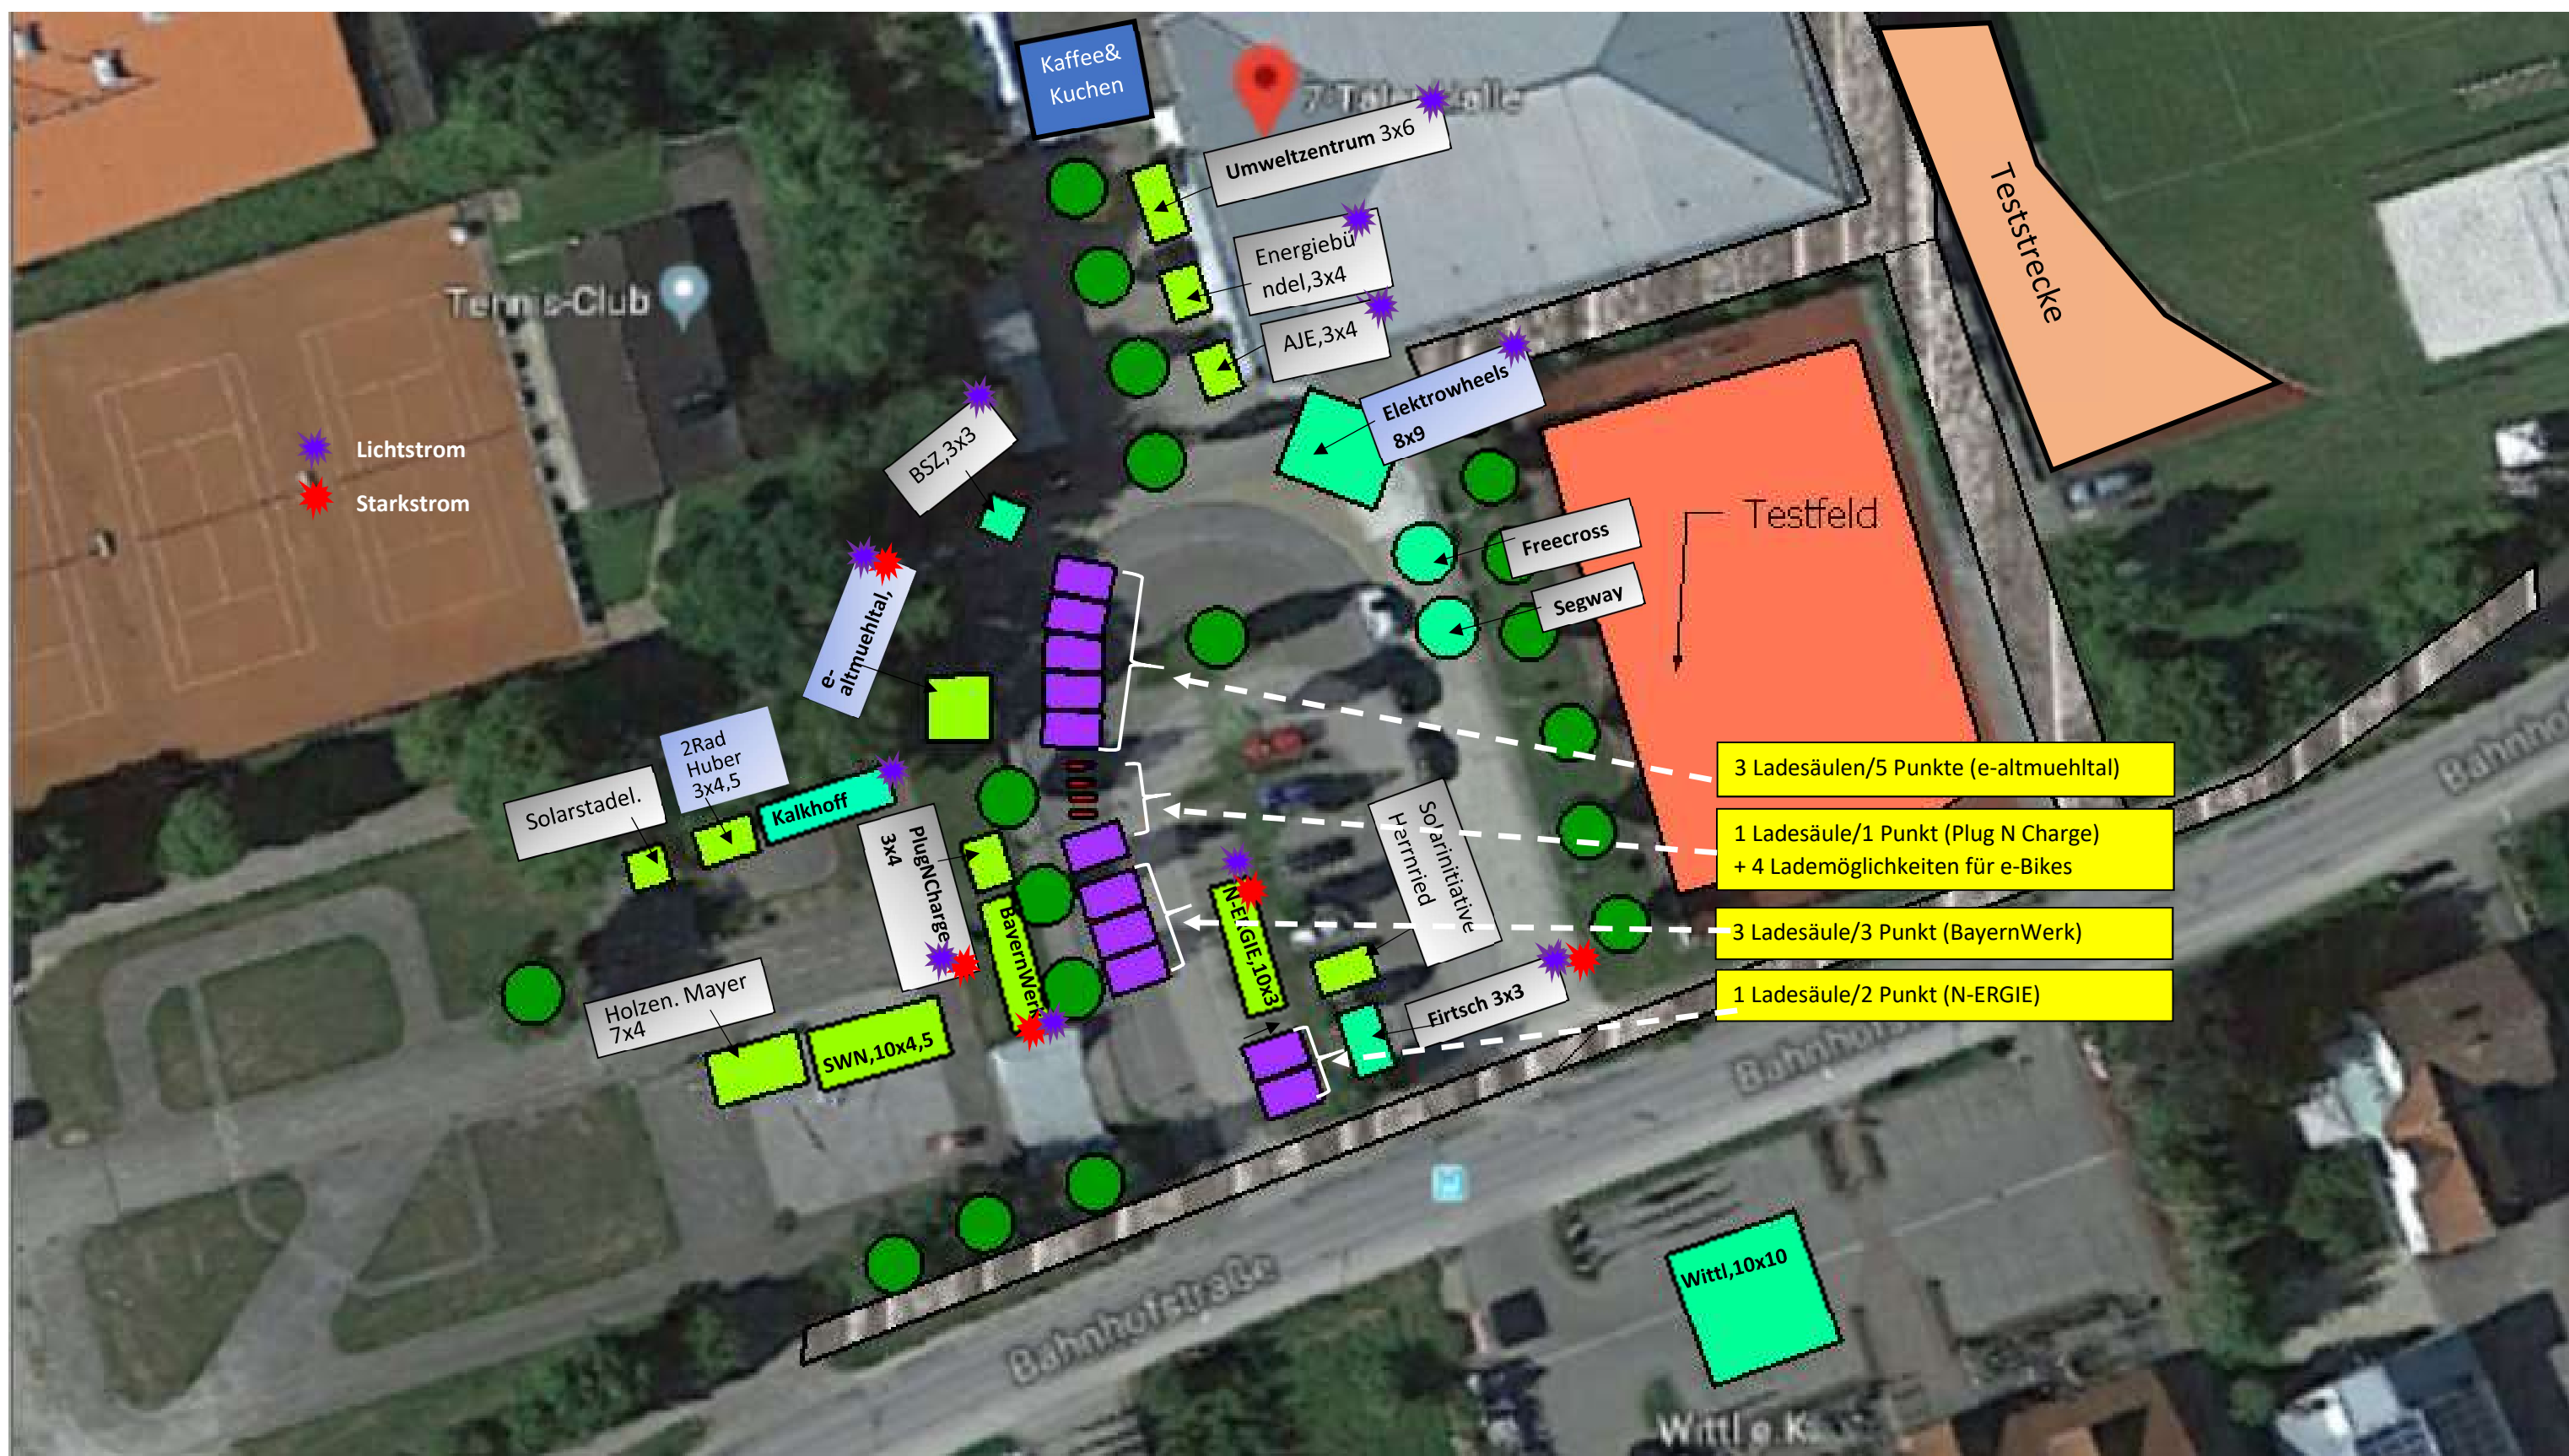 Kaffee&
Kuchen
Umweltzentrum 3x6
Energiebü
ndel,3x4
AJE,3x4
Elektrowheels
8x9
Teststrecke
Tennis-Club
BSZ,3x3
Lichtstrom
Starkstrom
Freecross
Segway
Testfeld
e-
altmuehltal,
2Rad
Huber
3x4,5
Kalkhoff
Solarstadel.
PlugNCharge
3x4
BayernWerk
N-ERGIE,10x3
Solarinitiative
Herrnried
Firtsch 3x3
Holzen. Mayer
7x4
SWN,10x4,5
3 Ladesäulen/5 Punkte (e-altmuehltal)
1 Ladesäule/1 Punkt (Plug N Charge)
+ 4 Lademöglichkeiten für e-Bikes
3 Ladesäule/3 Punkt (BayernWerk)
1 Ladesäule/2 Punkt (N-ERGIE)
Bahnhofstraße
Wittl,10x10
Wittl e.K.